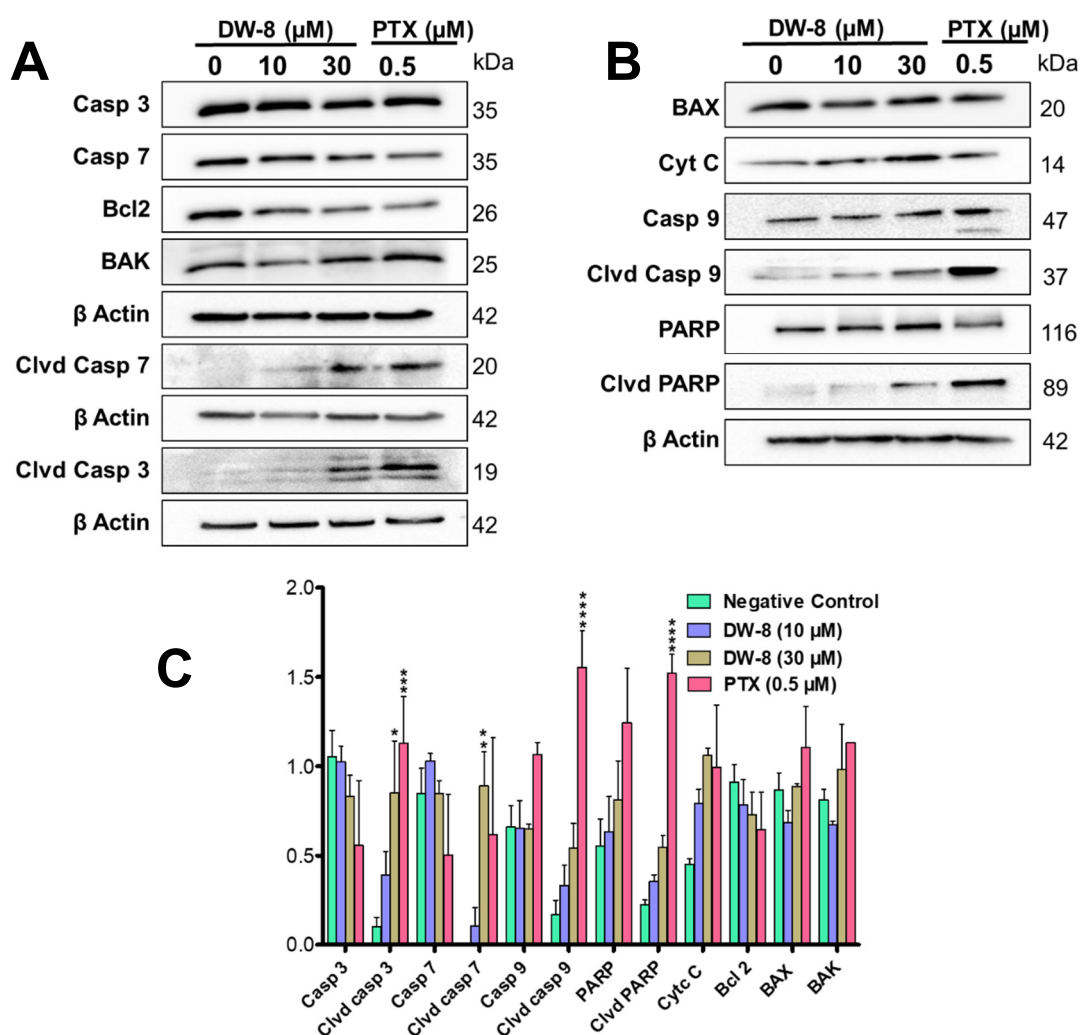 A
DW-8 (µM) PTX (µM)
0 10 30 0.5 kDa
Casp 3 35
Casp 7 35
Bcl2 26
BAK 25
β Actin 42
Clvd Casp 7 20
β Actin 42
Clvd Casp 3 19
β Actin 42
B
DW-8 (µM) PTX (µM)
0 10 30 0.5 kDa
BAX 20
Cyt C 14
Casp 9 47
Clvd Casp 9 37
PARP 116
Clvd PARP 89
β Actin 42
C
2.0
1.5
1.0
0.5
0.0
***
*
**
****
****
Negative Control
DW-8 (10 µM)
DW-8 (30 µM)
PTX (0.5 µM)
Casp 3
Clvd casp 3
Casp 7
Clvd casp 7
Casp 9
Clvd casp 9
PARP
Clvd PARP
Cytc C
Bcl 2
BAX
BAK